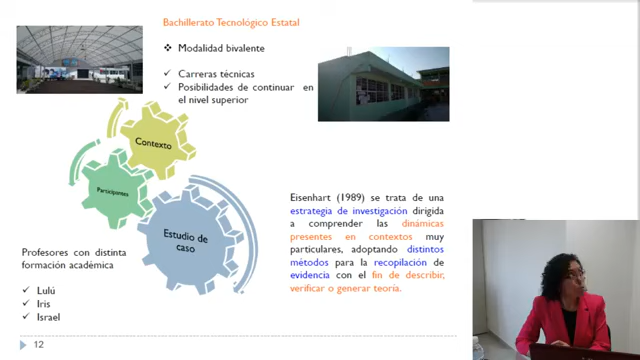 Bachillerato Tecnológico Estatal
Modalidad bivalente
Carreras técnicas
Posibilidades de continuar en
el nivel superior
Contexto
Participantes
Estudio de
caso
Eisenhart (1989) se trata de una
estrategia de investigación dirigida
a comprender las dinámicas
presentes en contextos muy
particulares, adoptando distintos
métodos para la recopilación de
evidencia con el fin de describir,
verificar o generar teoría.
Profesores con distinta
formación académica
Lulú
Iris
Israel
12